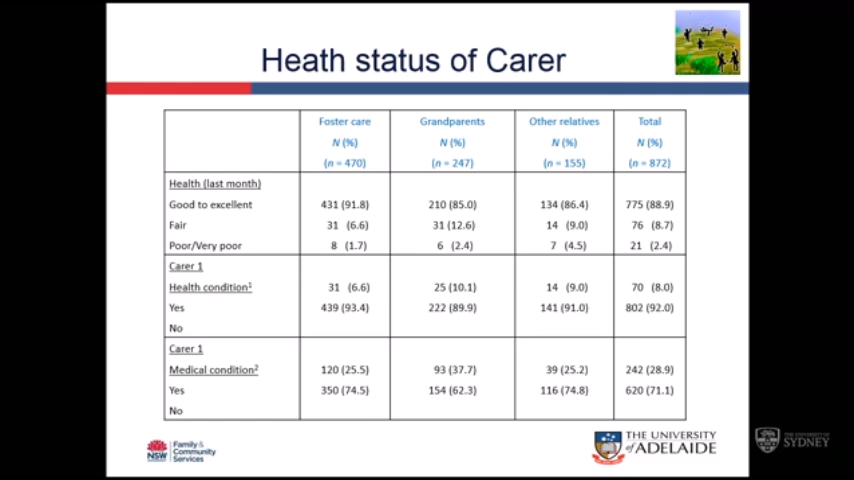 Heath status of Carer
Foster care Grandparents Other relatives Total
N (%) N (%) N (%) N (%)
(n = 470) (n = 247) (n = 155) (n = 872)
Health (last month)
Good to excellent 431 (91.8) 210 (85.0) 134 (86.4) 775 (88.9)
Fair 31 (6.6) 31 (12.6) 14 (9.0) 76 (8.7)
Poor/Very poor 8 (1.7) 6 (2.4) 7 (4.5) 21 (2.4)
Carer 1
Health condition¹ 31 (6.6) 25 (10.1) 14 (9.0) 70 (8.0)
Yes 439 (93.4) 222 (89.9) 141 (91.0) 802 (92.0)
No
Carer 1
Medical condition² 120 (25.5) 93 (37.7) 39 (25.2) 242 (28.9)
Yes 350 (74.5) 154 (62.3) 116 (74.8) 620 (71.1)
No
NSW
Family &
Community
Services
THE UNIVERSITY
of ADELAIDE
THE UNIVERSITY OF
SYDNEY